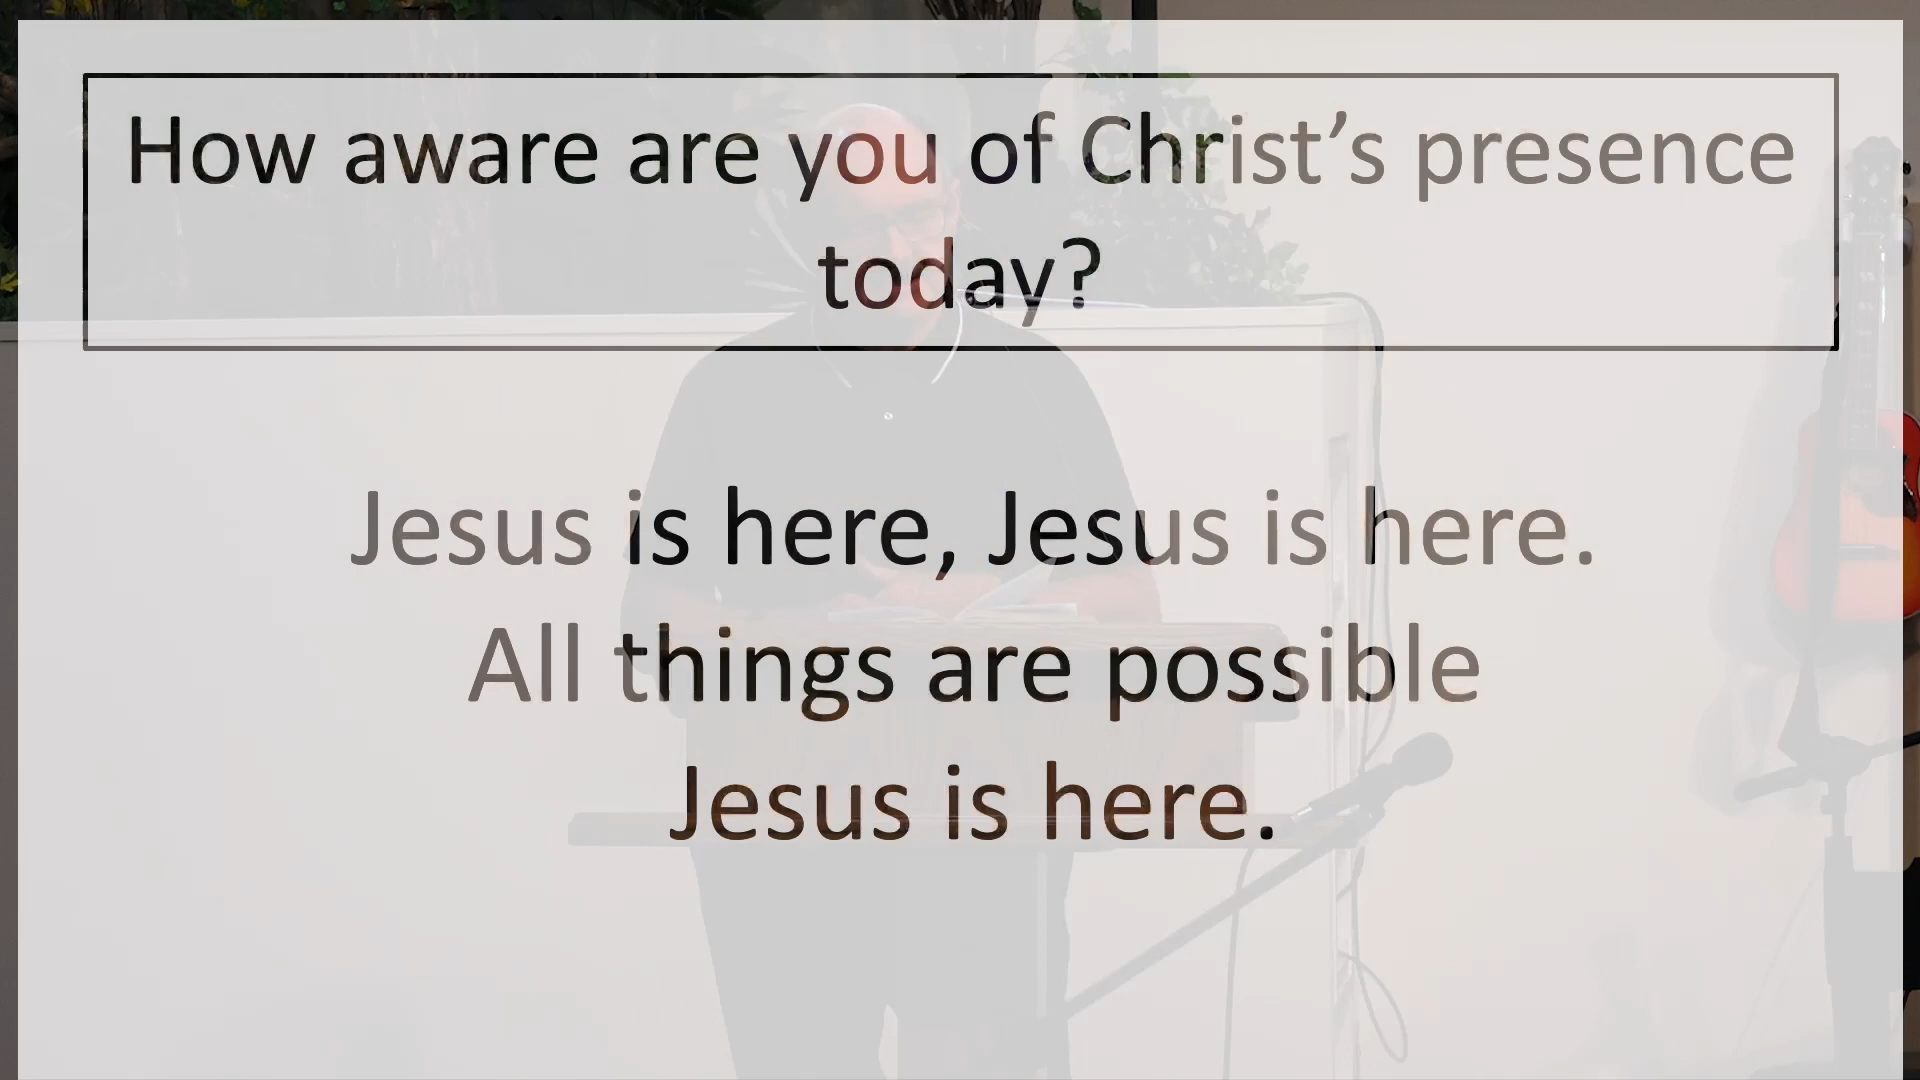 How aware are you of Christ’s presence
today?
Jesus is here, Jesus is here.
All things are possible
Jesus is here.